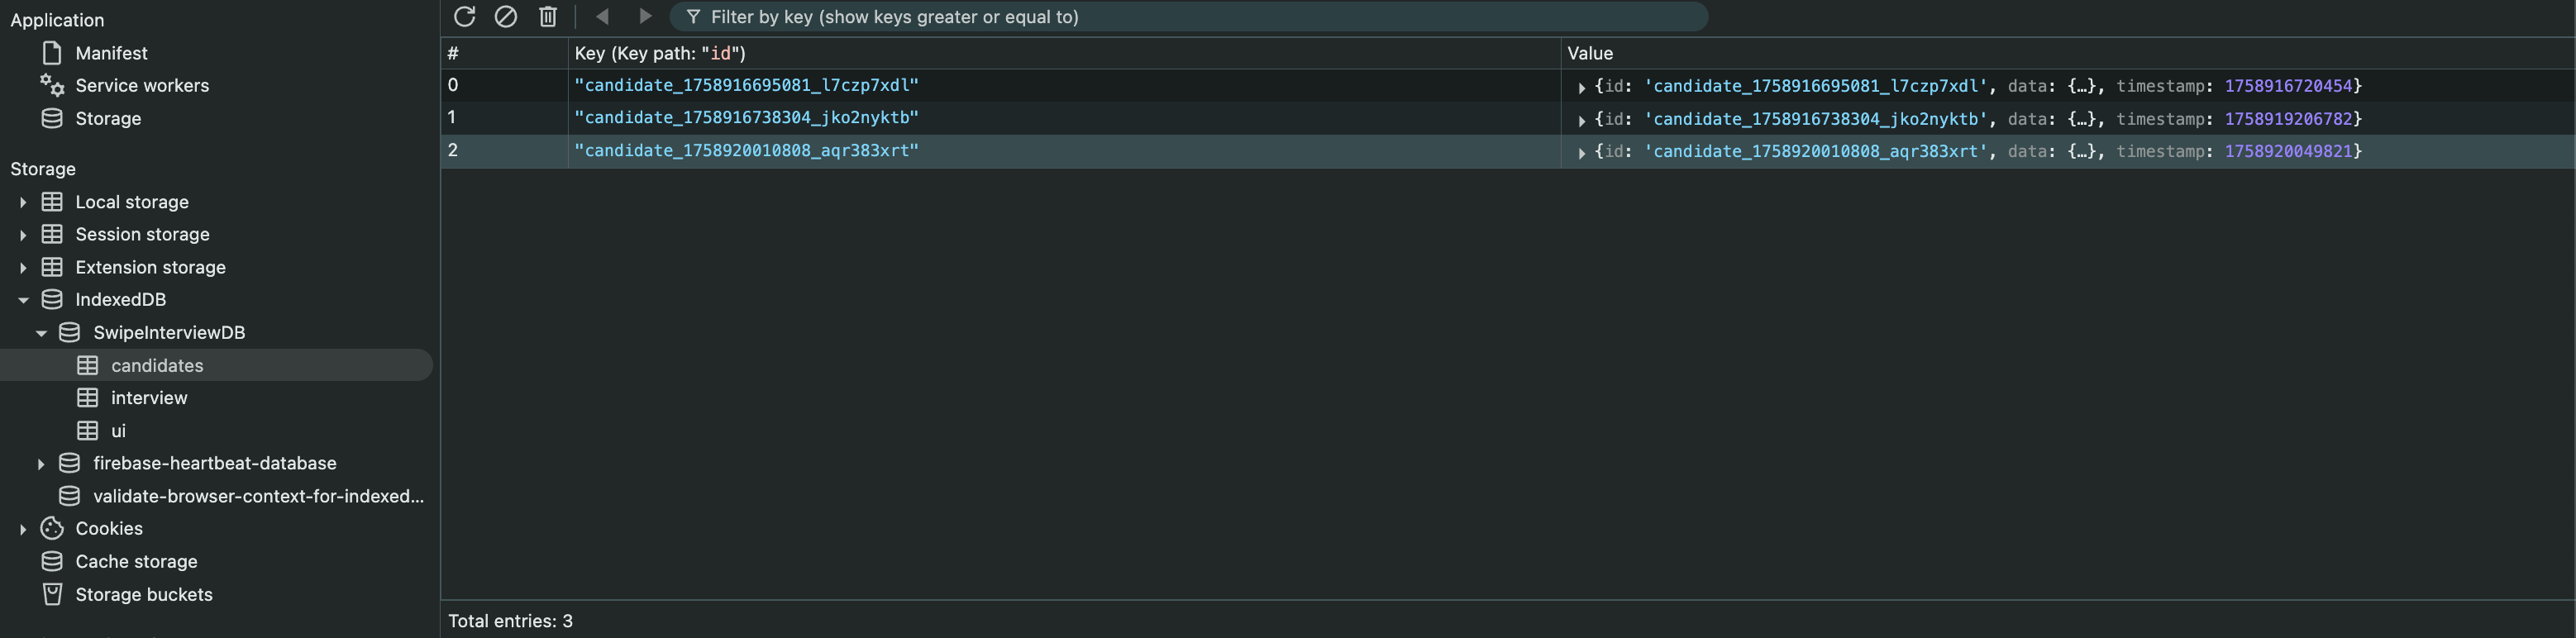 Application
Manifest
Service workers
Storage
Storage
Local storage
Session storage
Extension storage
IndexedDB
SwipeInterviewDB
candidates
interview
ui
firebase-heartbeat-database
validate-browser-context-for-indexed...
Cookies
Cache storage
Storage buckets
Filter by key (show keys greater or equal to)
# Key (Key path: "id") Value
0 "candidate_1758916695081_l7czp7xdl" {id: 'candidate_1758916695081_l7czp7xdl', data: {…}, timestamp: 1758916720454}
1 "candidate_1758916738304_jko2nyktb" {id: 'candidate_1758916738304_jko2nyktb', data: {…}, timestamp: 1758919206782}
2 "candidate_1758920010808_aqr383xrt" {id: 'candidate_1758920010808_aqr383xrt', data: {…}, timestamp: 1758920049821}
Total entries: 3